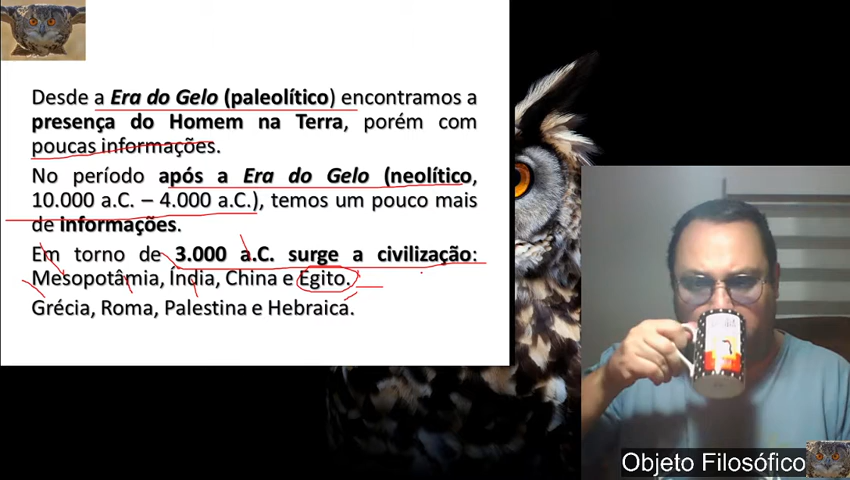 Desde a Era do Gelo (paleolítico) encontramos a
presença do Homem na Terra, porém com
poucas informações.
No período após a Era do Gelo (neolítico,
10.000 a.C. – 4.000 a.C.), temos um pouco mais
de informações.
Em torno de 3.000 a.C. surge a civilização:
Mesopotâmia, Índia, China e Egito.
Grécia, Roma, Palestina e Hebraica.
Objeto Filosófico